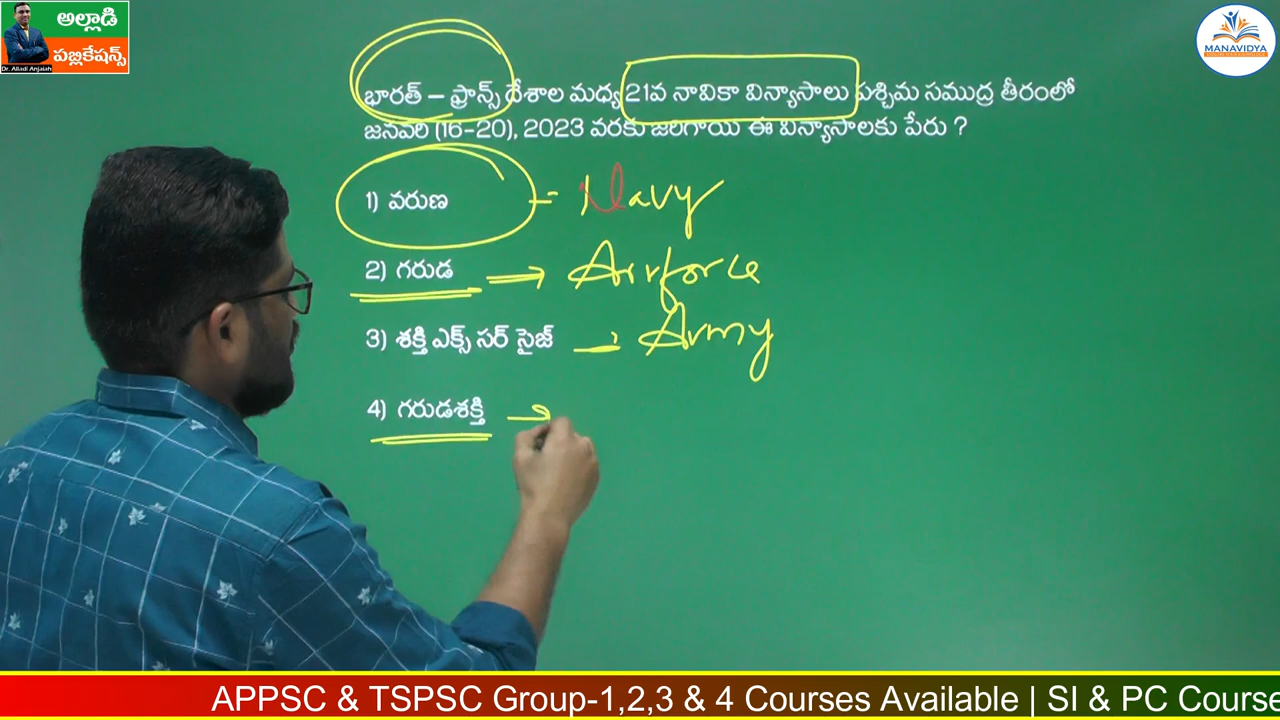 అల్లాడి
పబ్లికేషన్స్
Dr. Alladi Anjaiah
MANAVIDYA
భారత్ – ఫ్రాన్స్ దేశాల మధ్య 21వ నావికా విన్యాసాలు పశ్చిమ సముద్ర తీరంలో
జనవరి (16-20), 2023 వరకు జరిగాయి ఈ విన్యాసాలకు పేరు ?
1) వరుణ = Navy
2) గరుడ → Airforce
3) శక్తి ఎక్స్ సర్ సైజ్ → Army
4) గరుడశక్తి →
APPSC & TSPSC Group-1,2,3 & 4 Courses Available | SI & PC Course